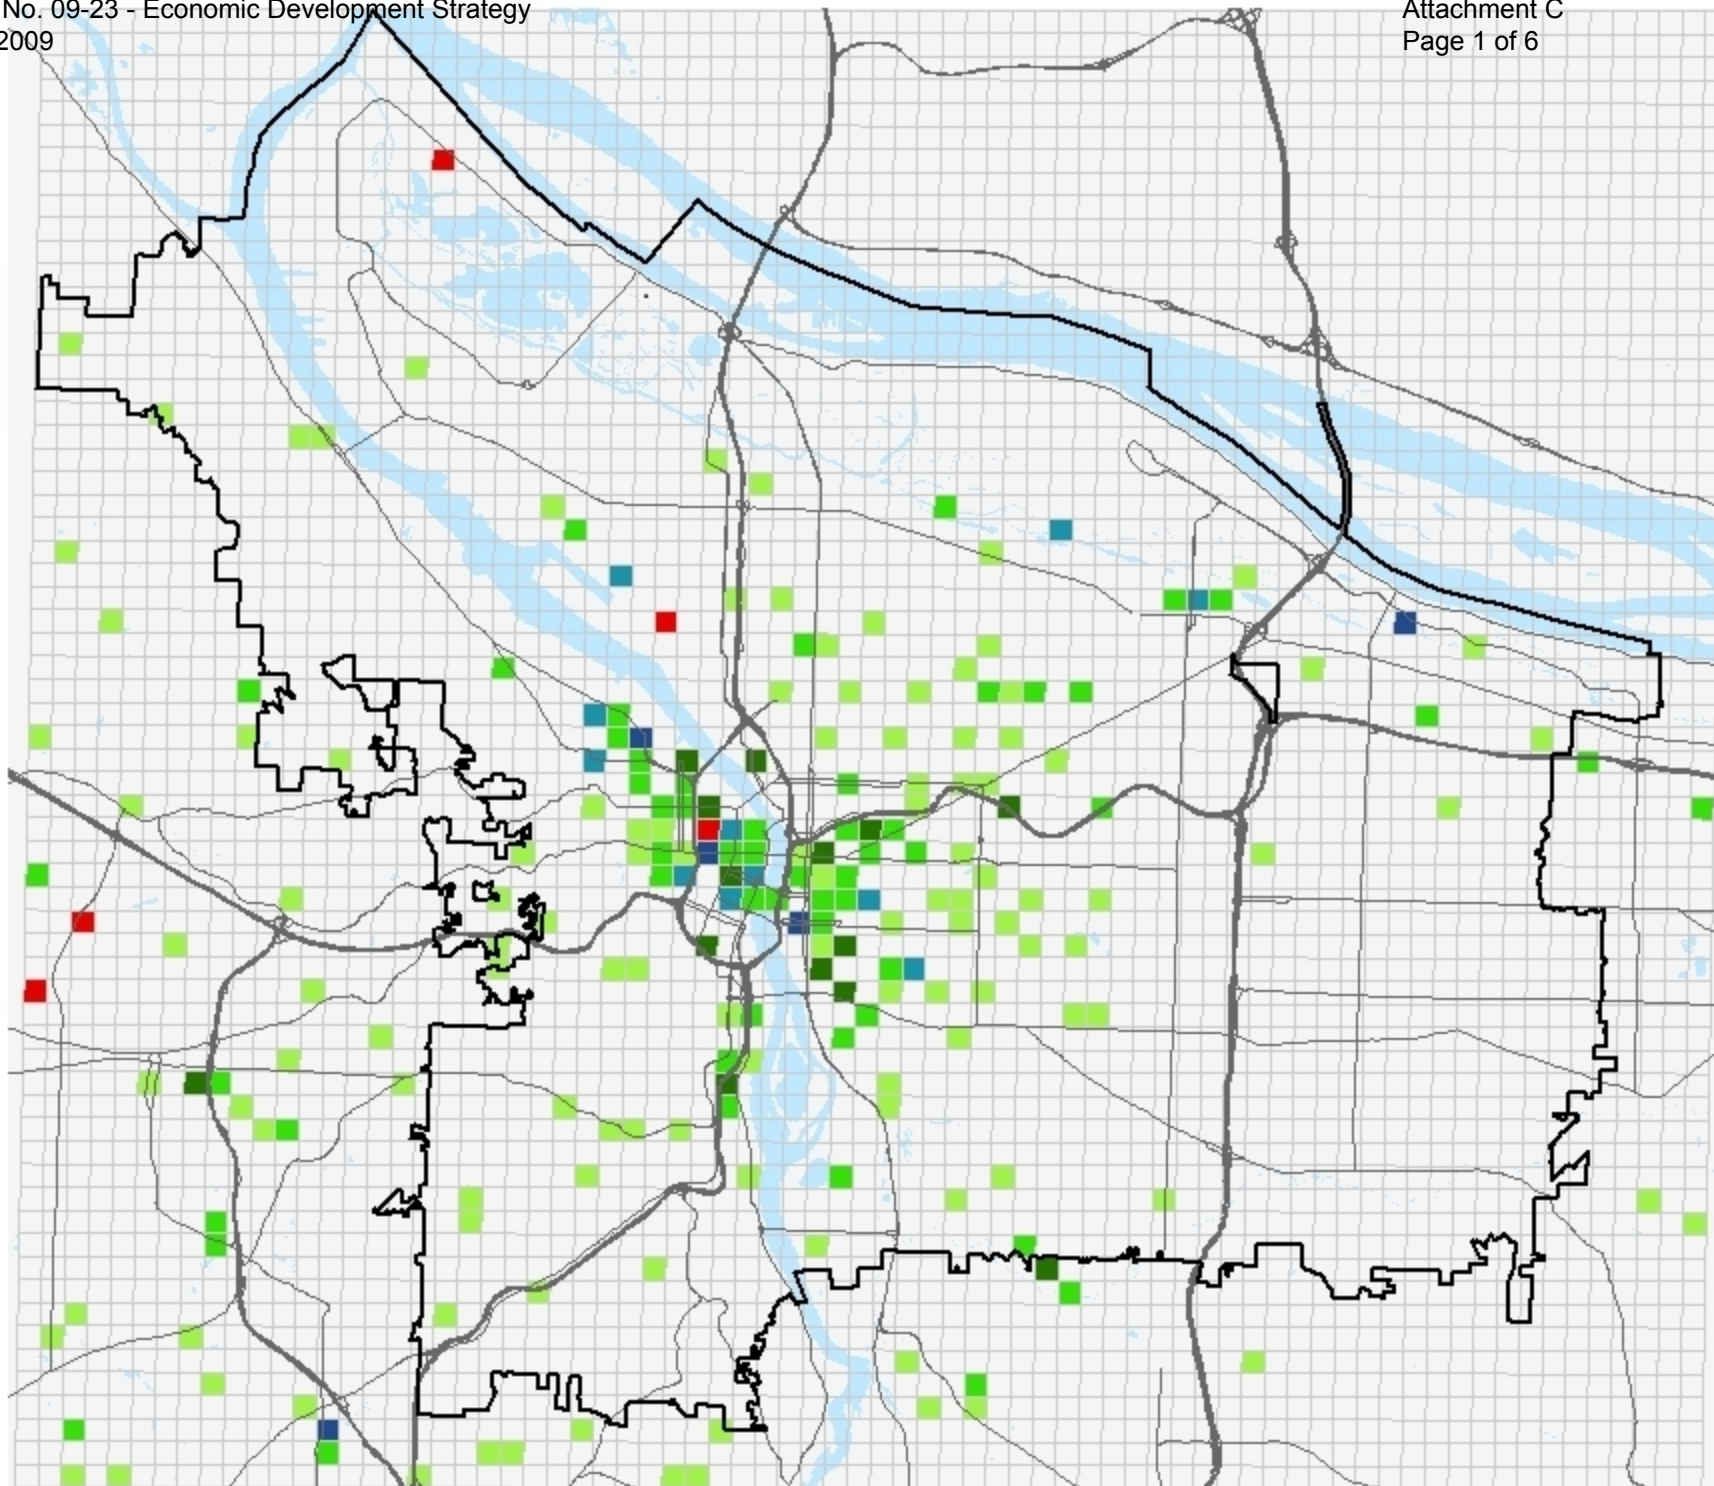 No. 09-23 - Economic Development Strategy
2009
Attachment C
Page 1 of 6